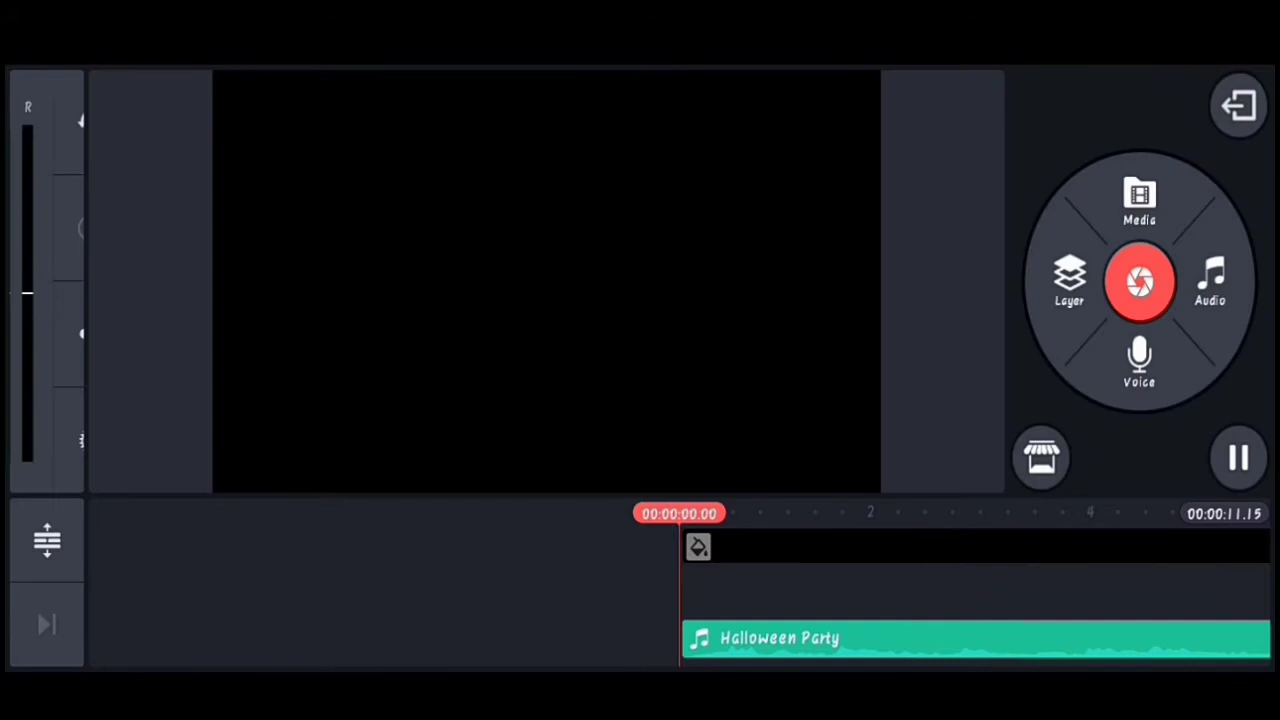 R
Media
Layer
Audio
Voice
00:00:00.00
2
4
00:00:11.15
Halloween Party